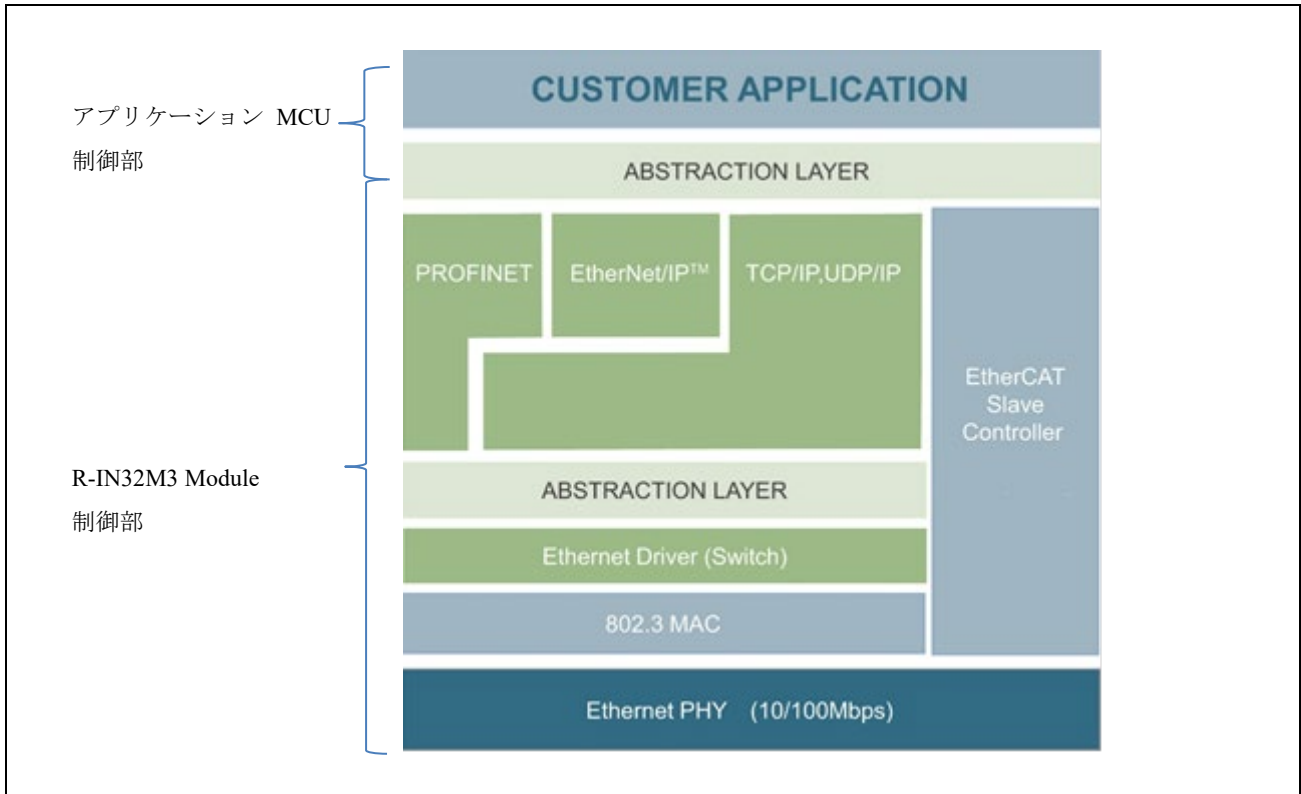 CUSTOMER APPLICATION
アプリケーション MCU
制御部
ABSTRACTION LAYER
PROFINET
EtherNet/IP™
TCP/IP,UDP/IP
EtherCAT
Slave
Controller
R-IN32M3 Module
制御部
ABSTRACTION LAYER
Ethernet Driver (Switch)
802.3 MAC
Ethernet PHY (10/100Mbps)